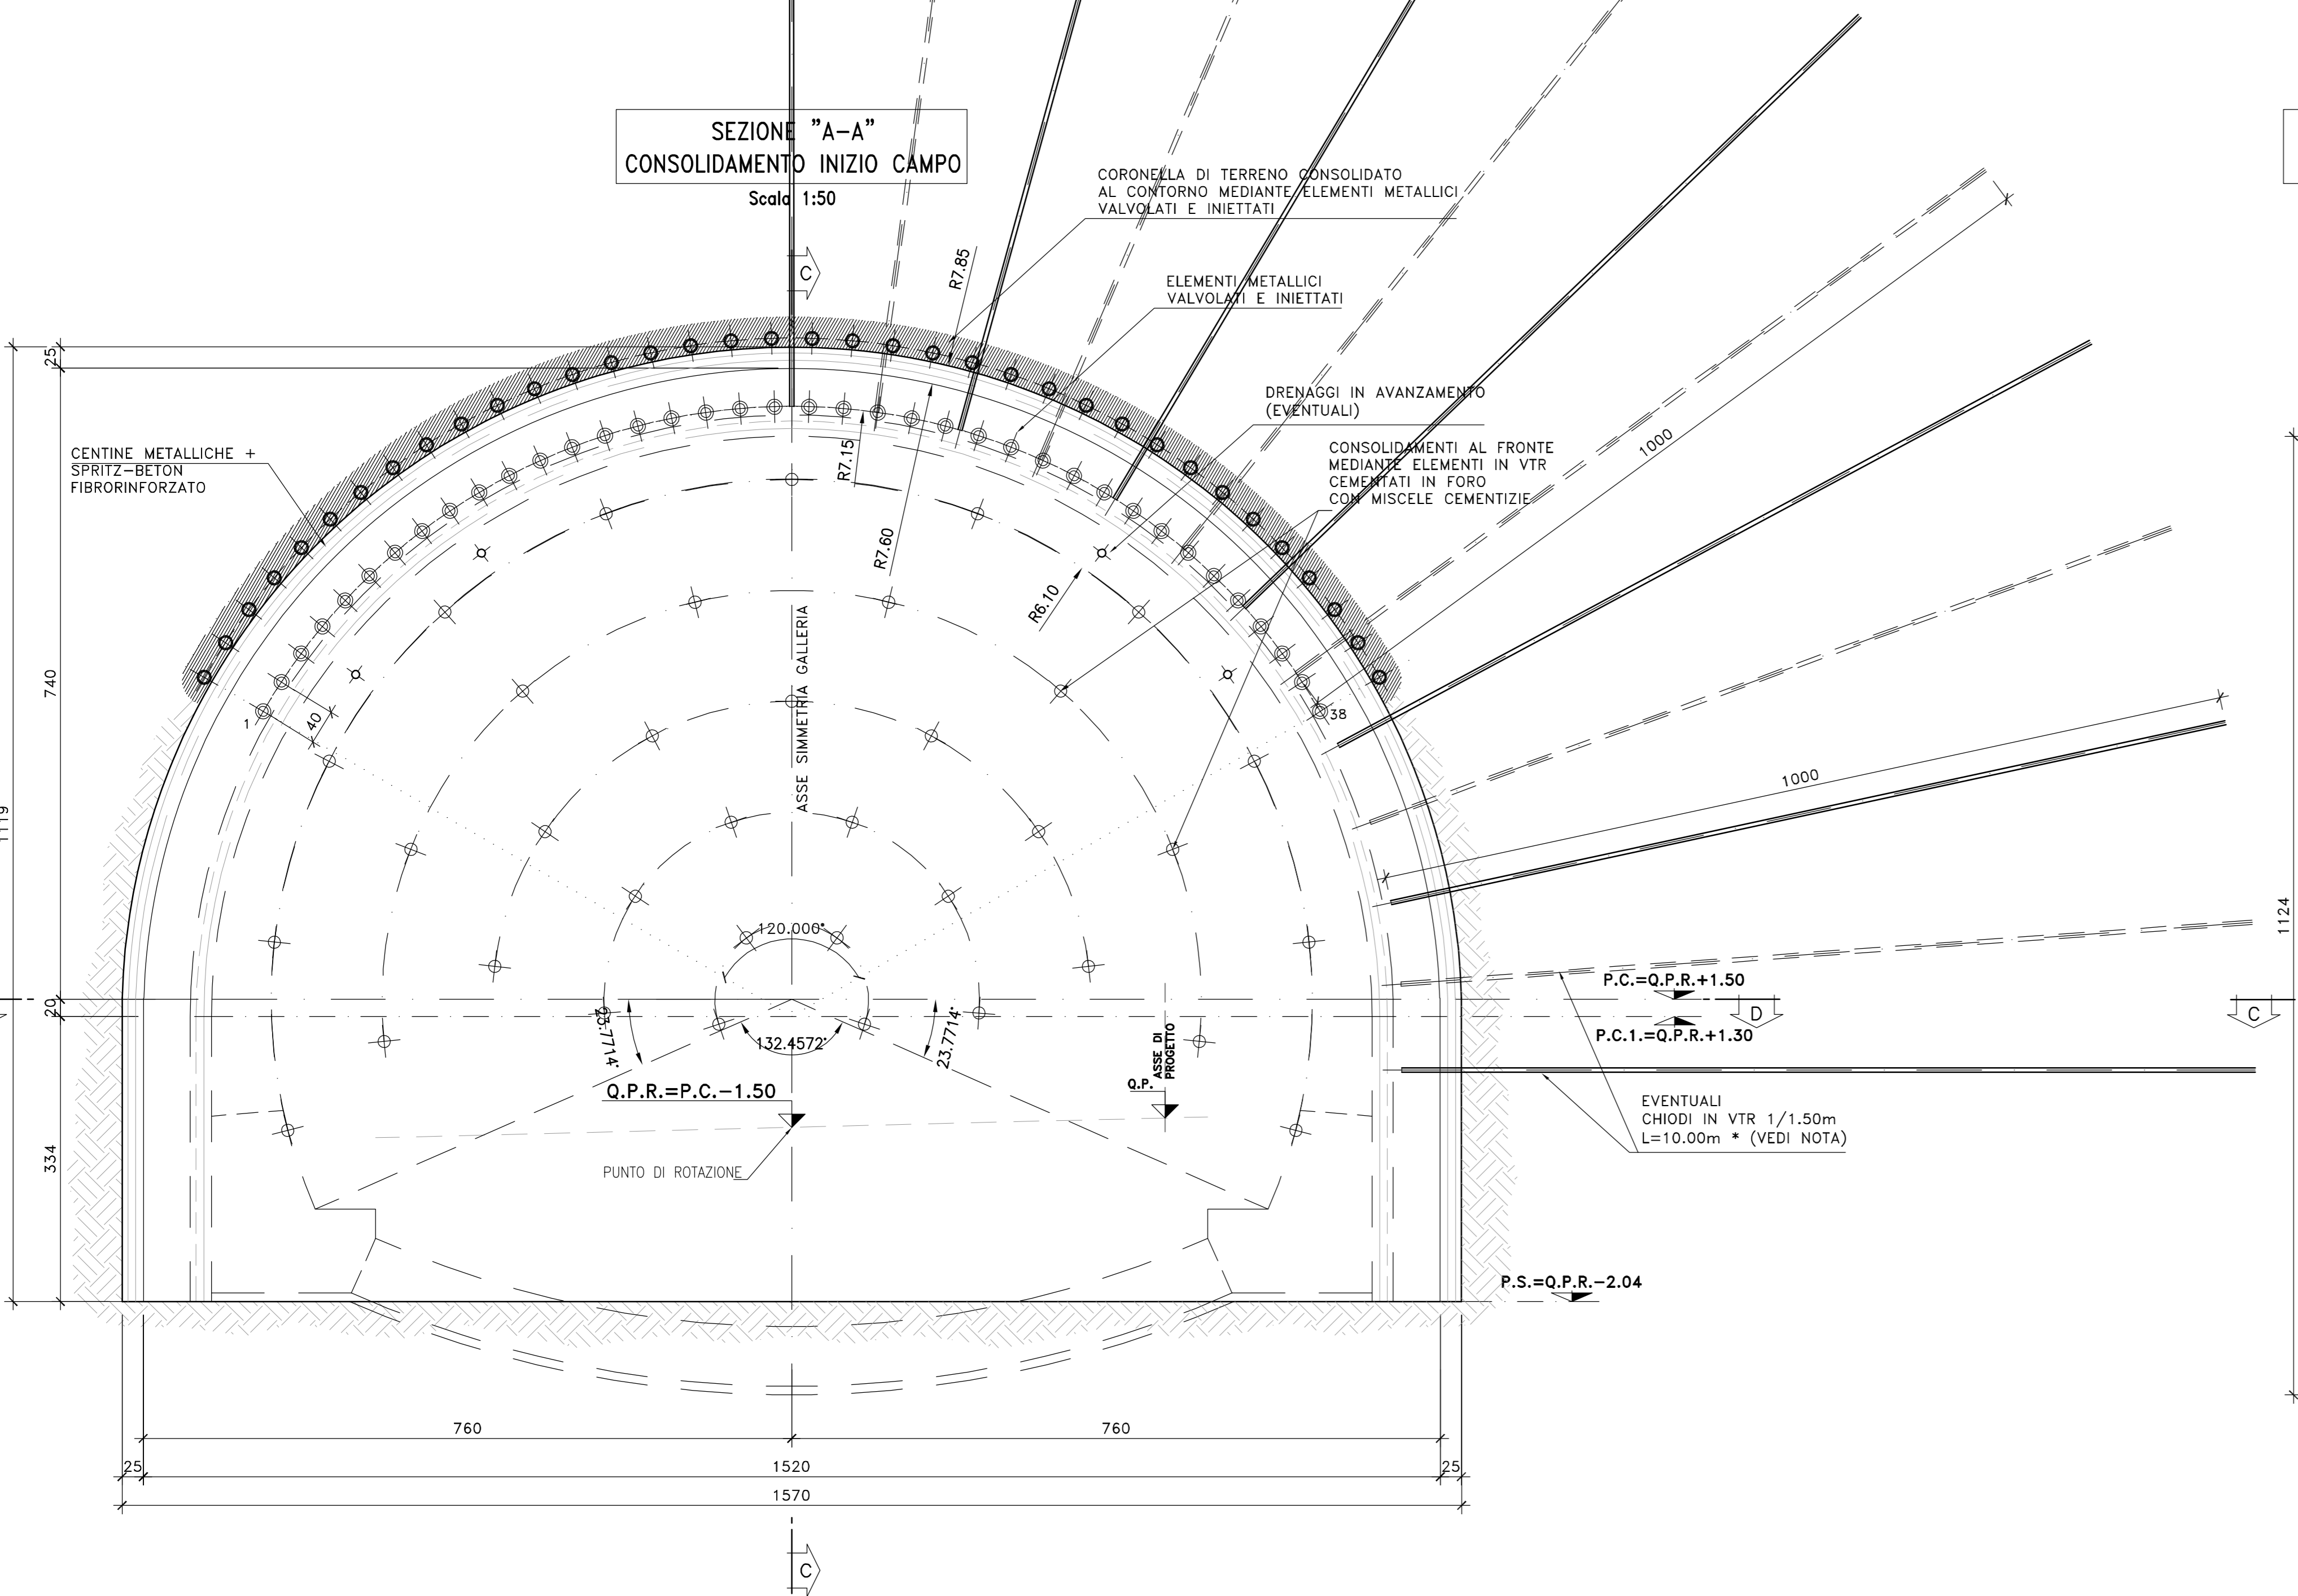 SEZIONE "A-A"
CONSOLIDAMENTO INIZIO CAMPO
Scala 1:50
CORONELLA DI TERRENO CONSOLIDATO
AL CONTORNO MEDIANTE ELEMENTI METALLICI
VALVOLATI E INIETTATI
C
R7.85
ELEMENTI METALLICI
VALVOLATI E INIETTATI
25
DRENAGGI IN AVANZAMENTO
(EVENTUALI)
CENTINE METALLICHE +
SPRITZ-BETON
FIBRORINFORZATO
R7.15
CONSOLIDAMENTI AL FRONTE
MEDIANTE ELEMENTI IN VTR
CEMENTATI IN FORO
CON MISCELE CEMENTIZIE
1000
R7.60
R6.10
ASSE SIMMETRIA GALLERIA
740
1
40
38
1000
1119
1124
120.000°
20
P.C.=Q.P.R.+1.50
D
C
P.C.1.=Q.P.R.+1.30
23.7714°
132.4572°
23.7714°
ASSE DI
PROGETTO
Q.P.
Q.P.R.=P.C.-1.50
EVENTUALI
CHIODI IN VTR 1/1.50m
L=10.00m * (VEDI NOTA)
334
PUNTO DI ROTAZIONE
P.S.=Q.P.R.-2.04
760
760
25
1520
25
1570
C